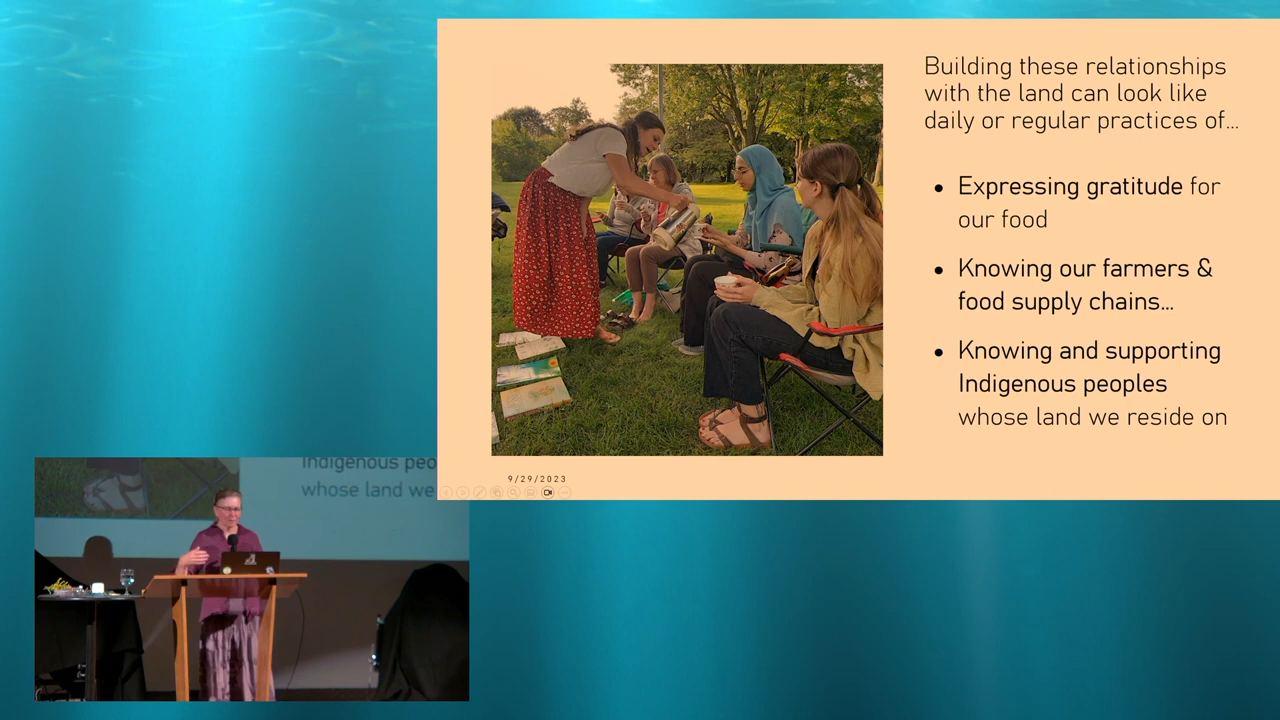 Building these relationships
with the land can look like
daily or regular practices of...
• Expressing gratitude for
our food
• Knowing our farmers &
food supply chains...
• Knowing and supporting
Indigenous peoples
whose land we reside on
9/29/2023
Indigenous peo
whose land we